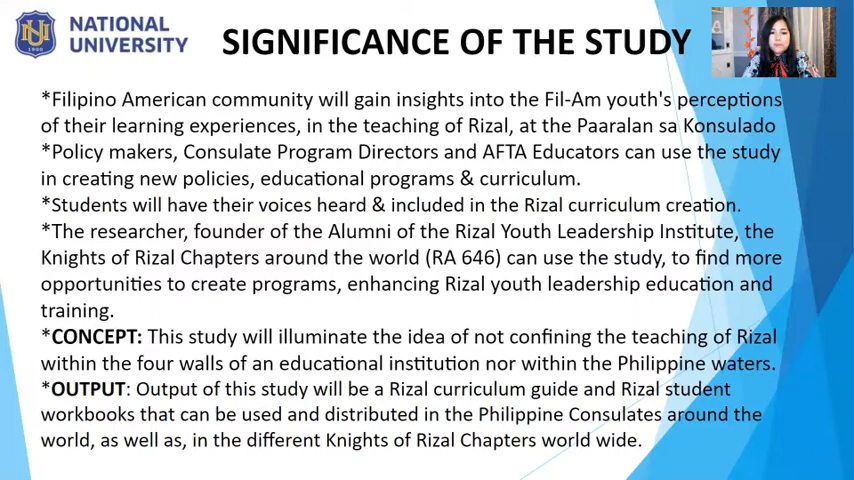 NATIONAL
UNIVERSITY
SIGNIFICANCE OF THE STUDY
*Filipino American community will gain insights into the Fil-Am youth's perceptions
of their learning experiences, in the teaching of Rizal, at the Paaralan sa Konsulado
*Policy makers, Consulate Program Directors and AFTA Educators can use the study
in creating new policies, educational programs & curriculum.
*Students will have their voices heard & included in the Rizal curriculum creation.
*The researcher, founder of the Alumni of the Rizal Youth Leadership Institute, the
Knights of Rizal Chapters around the world (RA 646) can use the study, to find more
opportunities to create programs, enhancing Rizal youth leadership education and
training.
*CONCEPT: This study will illuminate the idea of not confining the teaching of Rizal
within the four walls of an educational institution nor within the Philippine waters.
*OUTPUT: Output of this study will be a Rizal curriculum guide and Rizal student
workbooks that can be used and distributed in the Philippine Consulates around the
world, as well as, in the different Knights of Rizal Chapters world wide.